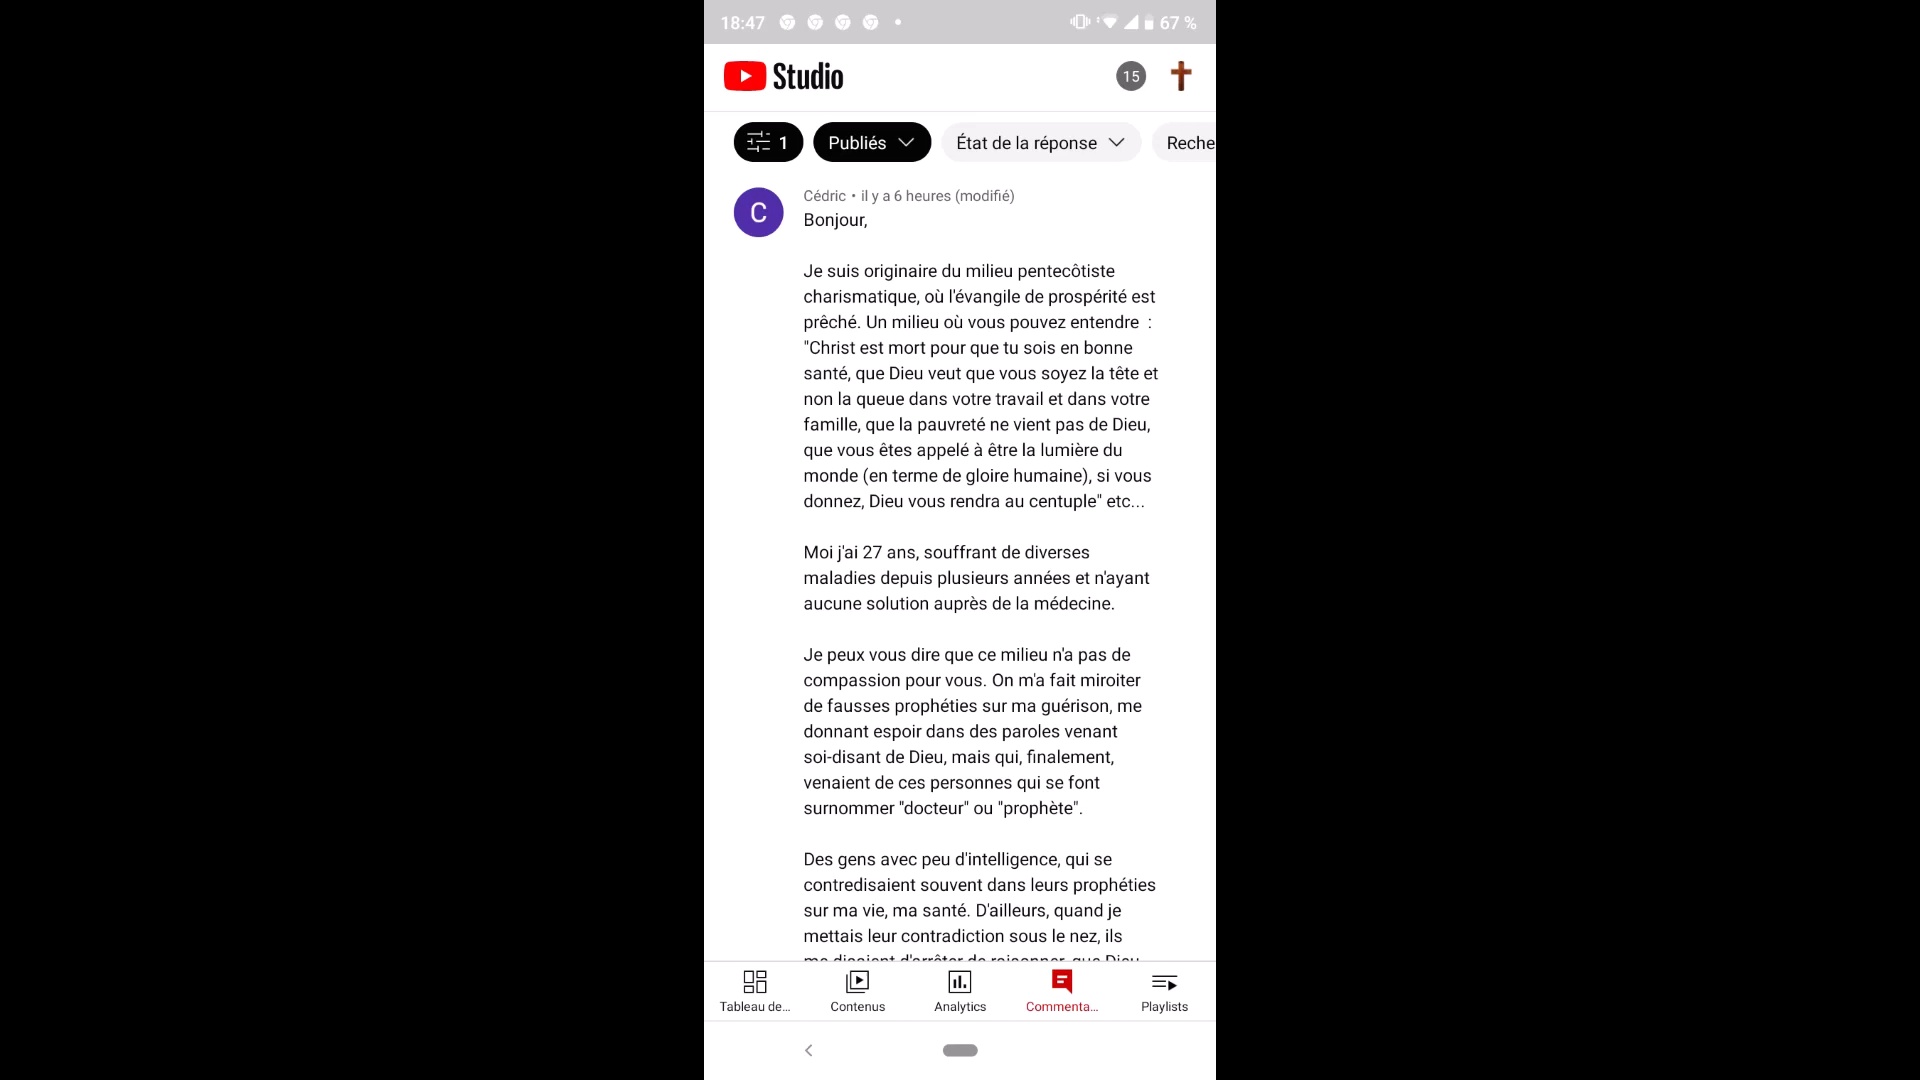 18:47 67 %
Studio 15
1 Publiés État de la réponse Reche
Cédric • il y a 6 heures (modifié)
C
Bonjour,
Je suis originaire du milieu pentecôtiste
charismatique, où l'évangile de prospérité est
prêché. Un milieu où vous pouvez entendre :
"Christ est mort pour que tu sois en bonne
santé, que Dieu veut que vous soyez la tête et
non la queue dans votre travail et dans votre
famille, que la pauvreté ne vient pas de Dieu,
que vous êtes appelé à être la lumière du
monde (en terme de gloire humaine), si vous
donnez, Dieu vous rendra au centuple" etc...
Moi j'ai 27 ans, souffrant de diverses
maladies depuis plusieurs années et n'ayant
aucune solution auprès de la médecine.
Je peux vous dire que ce milieu n'a pas de
compassion pour vous. On m'a fait miroiter
de fausses prophéties sur ma guérison, me
donnant espoir dans des paroles venant
soi-disant de Dieu, mais qui, finalement,
venaient de ces personnes qui se font
surnommer "docteur" ou "prophète".
Des gens avec peu d'intelligence, qui se
contredisaient souvent dans leurs prophéties
sur ma vie, ma santé. D'ailleurs, quand je
mettais leur contradiction sous le nez, ils
me disaient d'arrêter de raisonner, que Dieu
Tableau de... Contenus Analytics Commenta... Playlists